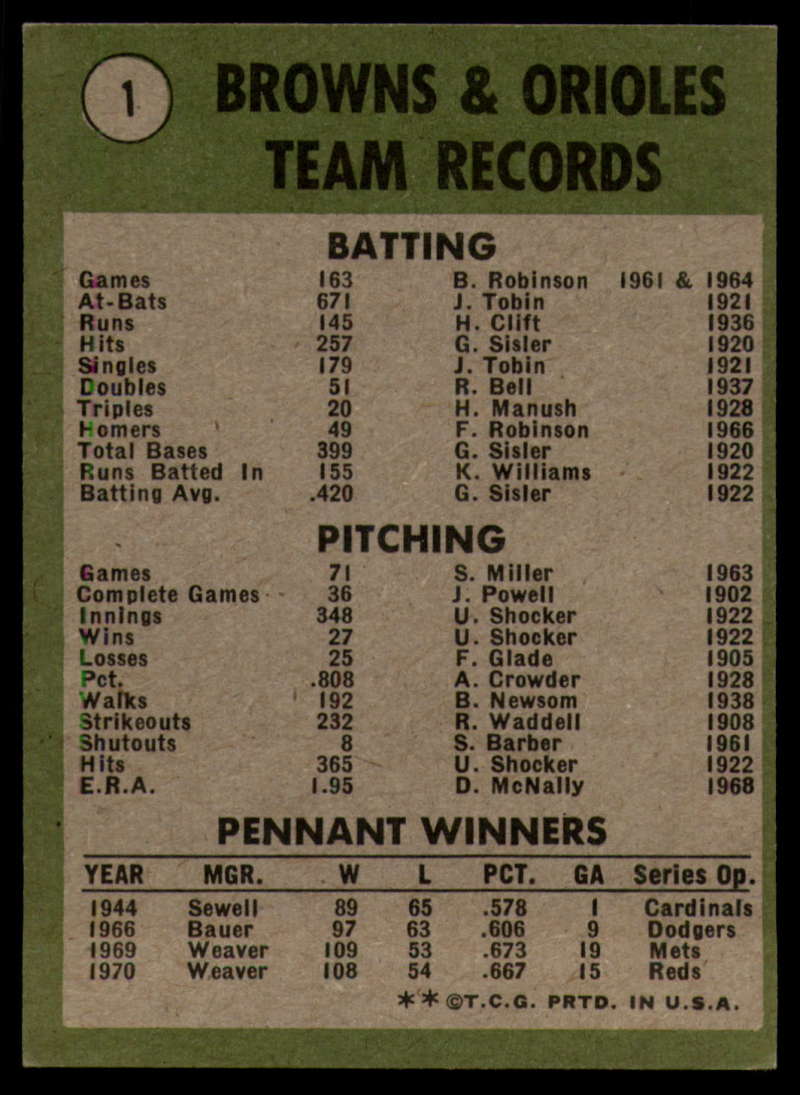 1
BROWNS & ORIOLES
TEAM RECORDS
BATTING
Games 163 B. Robinson 1961 & 1964
At-Bats 671 J. Tobin 1921
Runs 145 H. Clift 1936
Hits 257 G. Sisler 1920
Singles 179 J. Tobin 1921
Doubles 51 R. Bell 1937
Triples 20 H. Manush 1928
Homers 49 F. Robinson 1966
Total Bases 399 G. Sisler 1920
Runs Batted In 155 K. Williams 1922
Batting Avg. .420 G. Sisler 1922
PITCHING
Games 71 S. Miller 1963
Complete Games 36 J. Powell 1902
Innings 348 U. Shocker 1922
Wins 27 U. Shocker 1922
Losses 25 F. Glade 1905
Pct. .808 A. Crowder 1928
Walks 192 B. Newsom 1938
Strikeouts 232 R. Waddell 1908
Shutouts 8 S. Barber 1961
Hits 365 U. Shocker 1922
E.R.A. 1.95 D. McNally 1968
PENNANT WINNERS
YEAR MGR. W L PCT. GA Series Op.
1944 Sewell 89 65 .578 1 Cardinals
1966 Bauer 97 63 .606 9 Dodgers
1969 Weaver 109 53 .673 19 Mets
1970 Weaver 108 54 .667 15 Reds
**©T.C.G. PRTD. IN U.S.A.